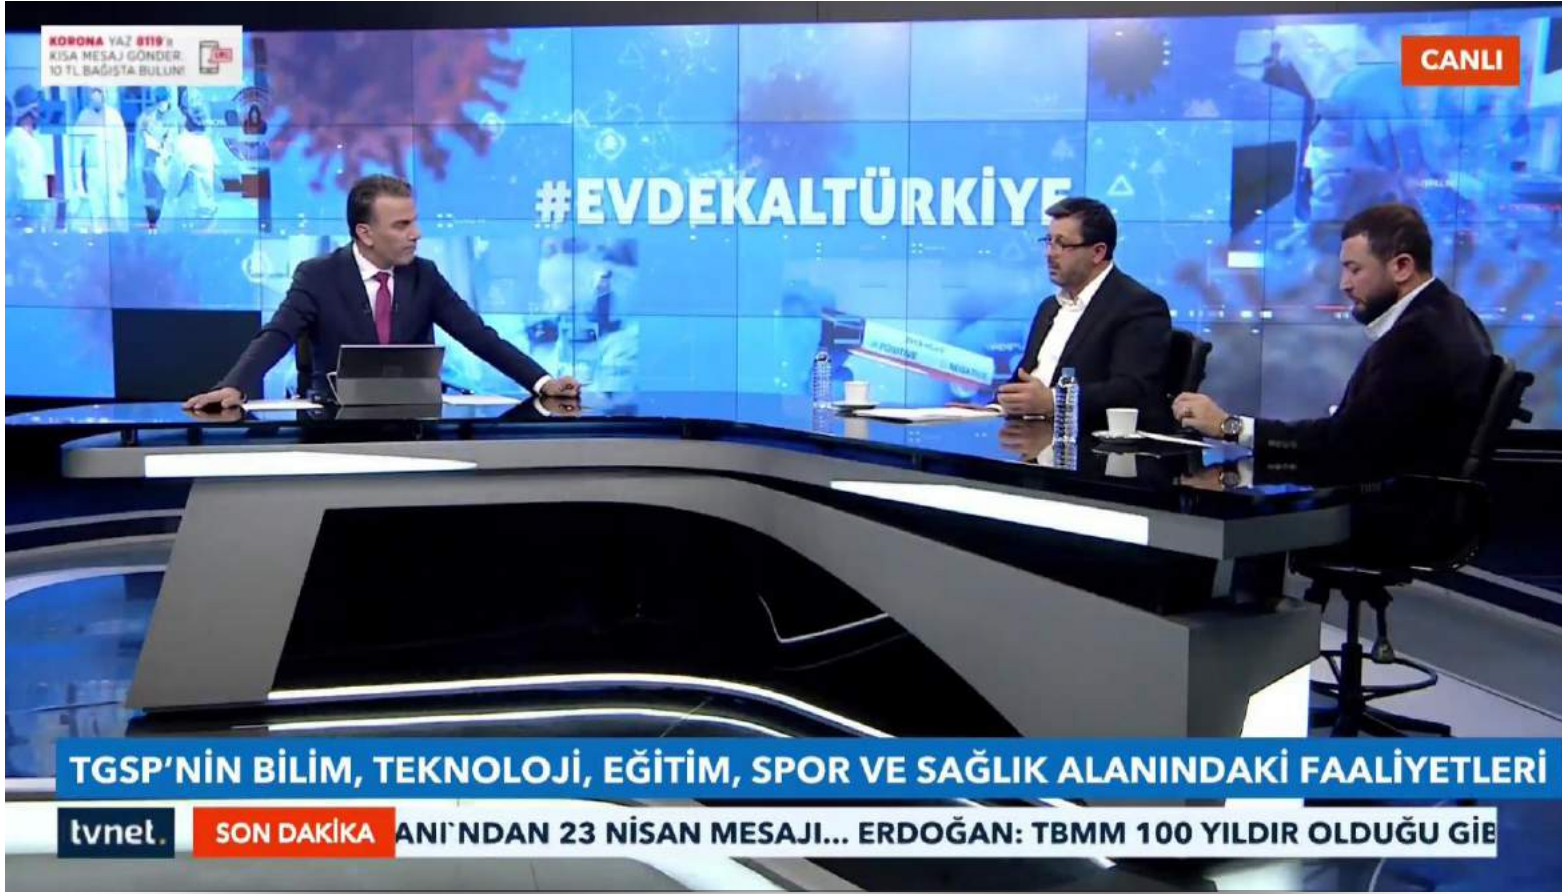 KORONA YAZ 8119'a
KISA MESAJ GÖNDER
10 TL BAĞIŞTA BULUN!
CANLI
#EVDEKALTÜRKİYE
POSITIVE
NEGATIVE
TGSP'NİN BİLİM, TEKNOLOJİ, EĞİTİM, SPOR VE SAĞLIK ALANINDAKİ FAALİYETLERİ
tvnet.
SON DAKİKA
ANI`NDAN 23 NİSAN MESAJI... ERDOĞAN: TBMM 100 YILDIR OLDUĞU GİB